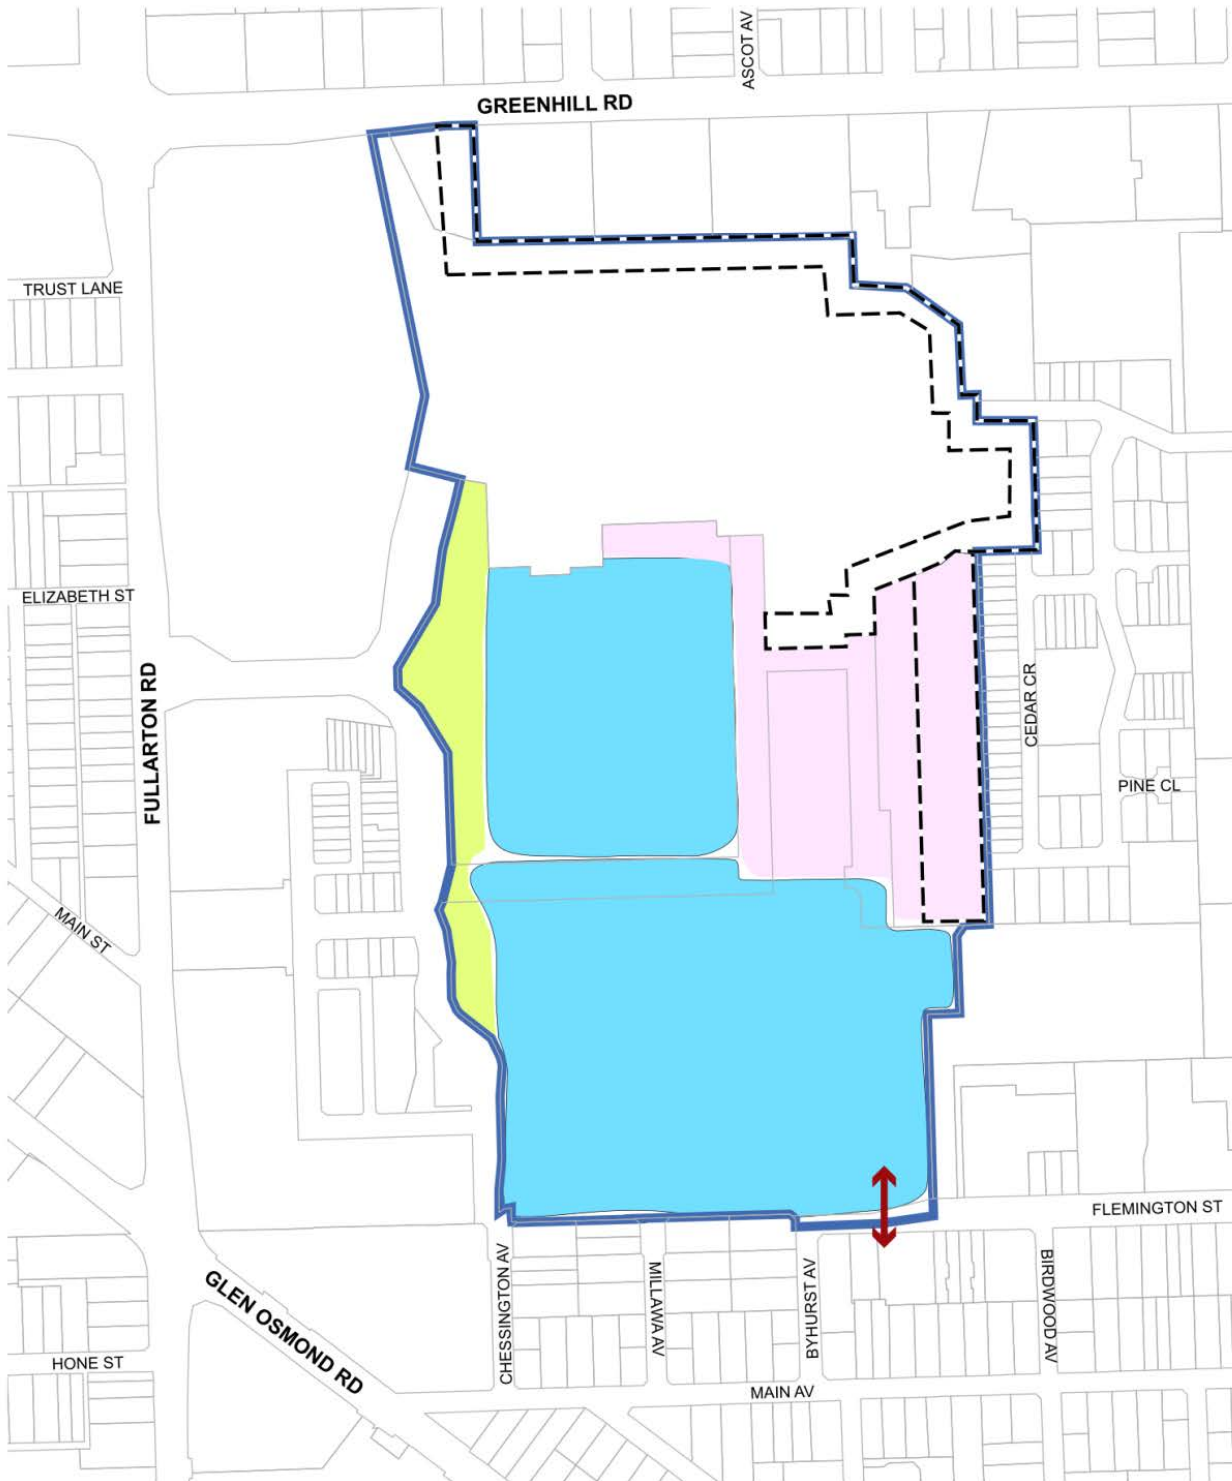 ASCOT AV
GREENHILL RD
TRUST LANE
ELIZABETH ST
FULLARTON RD
CEDAR CR
PINE CL
MAIN ST
FLEMINGTON ST
GLEN OSMOND RD
CHESSINGTON AV
MILLAWA AV
BYHURST AV
BIRDWOOD AV
HONE ST
MAIN AV